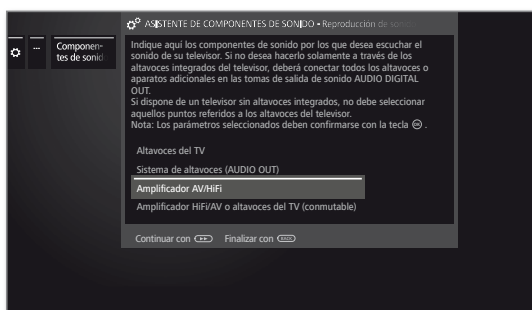 ASISTENTE DE COMPONENTES DE SONIDO • Reproducción de sonido
...
Componen-
tes de sonid
Indique aquí los componentes de sonido por los que desea escuchar el
sonido de su televisor. Si no desea hacerlo solamente a través de los
altavoces integrados del televisor, deberá conectar todos los altavoces o
aparatos adicionales en las tomas de salida de sonido AUDIO DIGITAL
OUT.
Si dispone de un televisor sin altavoces integrados, no debe seleccionar
aquellos puntos referidos a los altavoces del televisor.
Nota: Los parámetros seleccionados deben confirmarse con la tecla OK .
Altavoces del TV
Sistema de altavoces (AUDIO OUT)
Amplificador AV/HiFi
Amplificador HiFi/AV o altavoces del TV (conmutable)
Continuar con Finalizar con BACK